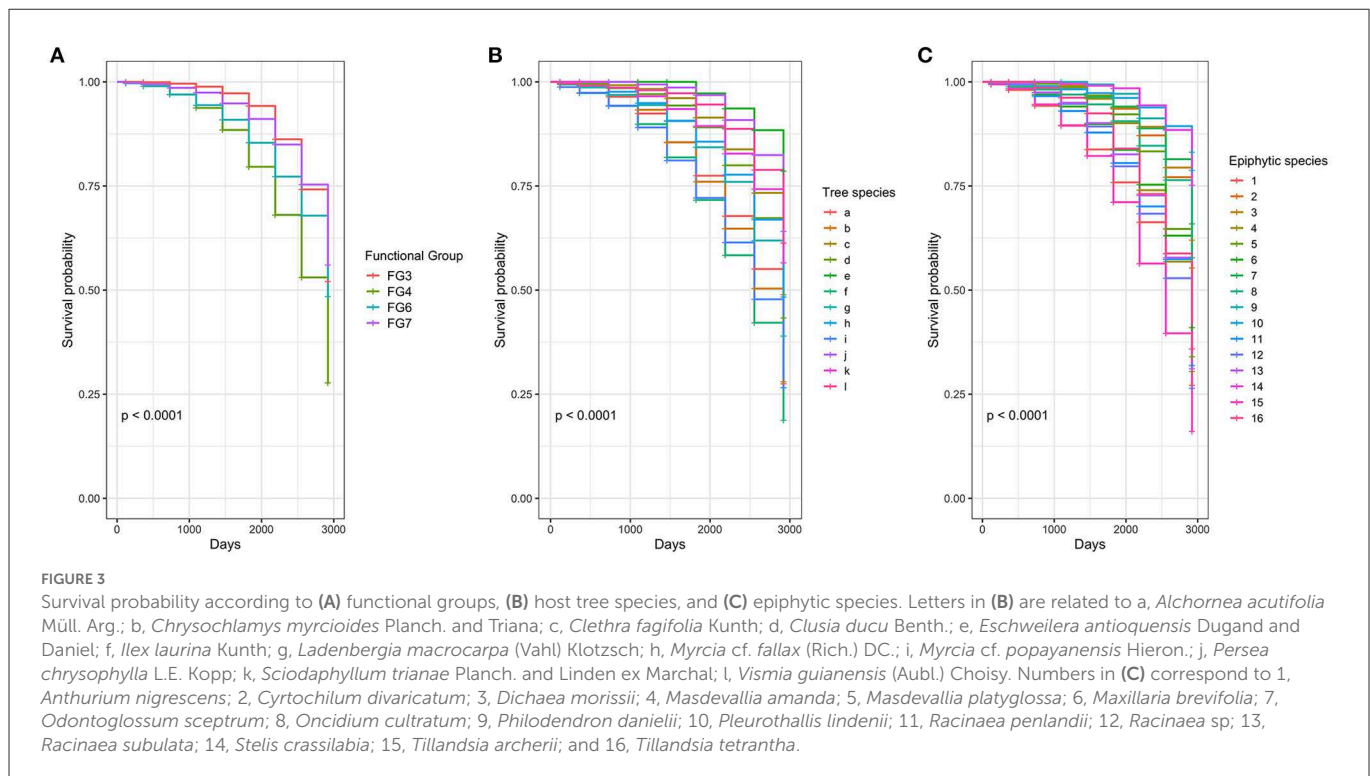 A
1.00
0.75
0.50
0.25
0.00
Survival probability
p < 0.0001
0
1000
2000
3000
Days
Functional Group
FG3
FG4
FG6
FG7
B
1.00
0.75
0.50
0.25
0.00
Survival probability
p < 0.0001
0
1000
2000
3000
Days
Tree species
a
b
c
d
e
f
g
h
i
j
k
l
C
1.00
0.75
0.50
0.25
0.00
Survival probability
p < 0.0001
0
1000
2000
3000
Days
Epiphytic species
1
2
3
4
5
6
7
8
9
10
11
12
13
14
15
16
FIGURE 3
Survival probability according to (A) functional groups, (B) host tree species, and (C) epiphytic species. Letters in (B) are related to a, Alchornea acutifolia
Müll. Arg.; b, Chrysochlamys myrcioides Planch. and Triana; c, Clethra fagifolia Kunth; d, Clusia ducu Benth.; e, Eschweilera antioquensis Dugand and
Daniel; f, Ilex laurina Kunth; g, Ladenbergia macrocarpa (Vahl) Klotzsch; h, Myrcia cf. fallax (Rich.) DC.; i, Myrcia cf. popayanensis Hieron.; j, Persea
chrysophylla L.E. Kopp; k, Sciodaphyllum trianae Planch. and Linden ex Marchal; l, Vismia guianensis (Aubl.) Choisy. Numbers in (C) correspond to 1,
Anthurium nigrescens; 2, Cyrtochilum divaricatum; 3, Dichaea morissii; 4, Masdevallia amanda; 5, Masdevallia platyglossa; 6, Maxillaria brevifolia; 7,
Odontoglossum sceptrum; 8, Oncidium cultratum; 9, Philodendron danielii; 10, Pleurothallis lindenii; 11, Racinaea penlandii; 12, Racinaea sp; 13,
Racinaea subulata; 14, Stelis crassilabia; 15, Tillandsia archerii; and 16, Tillandsia tetrantha.